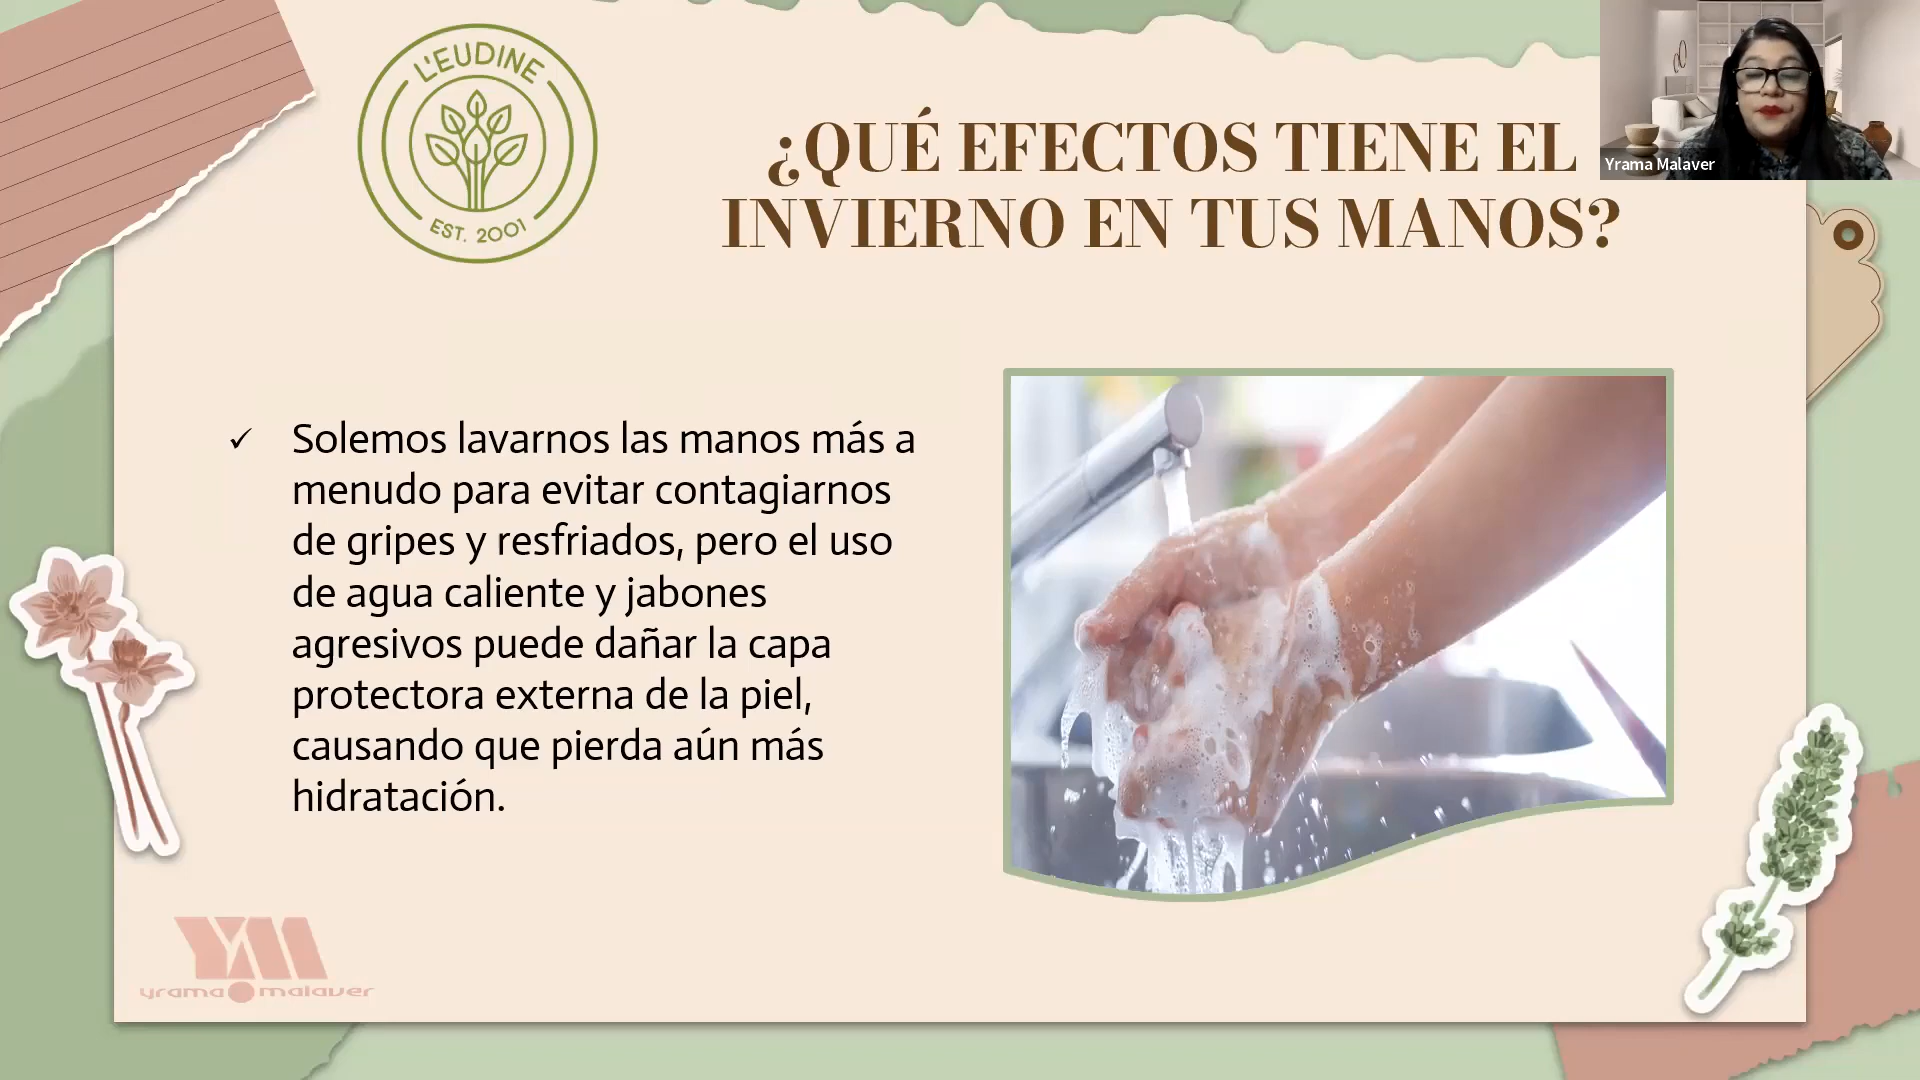 L'EUDINE
EST. 2001
¿QUÉ EFECTOS TIENE EL
INVIERNO EN TUS MANOS?
Yrama Malaver
✓ Solemos lavarnos las manos más a
menudo para evitar contagiarnos
de gripes y resfriados, pero el uso
de agua caliente y jabones
agresivos puede dañar la capa
protectora externa de la piel,
causando que pierda aún más
hidratación.
YM
yrama malaver